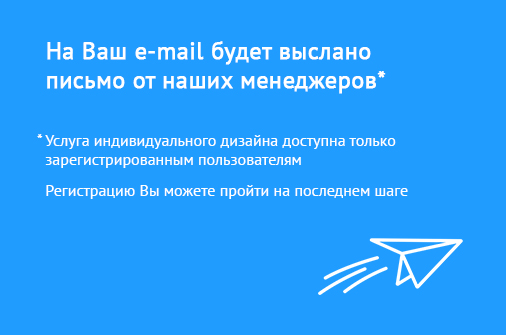 На Ваш e-mail будет выслано
письмо от наших менеджеров*
* Услуга индивидуального дизайна доступна только
зарегистрированным пользователям
Регистрацию Вы можете пройти на последнем шаге